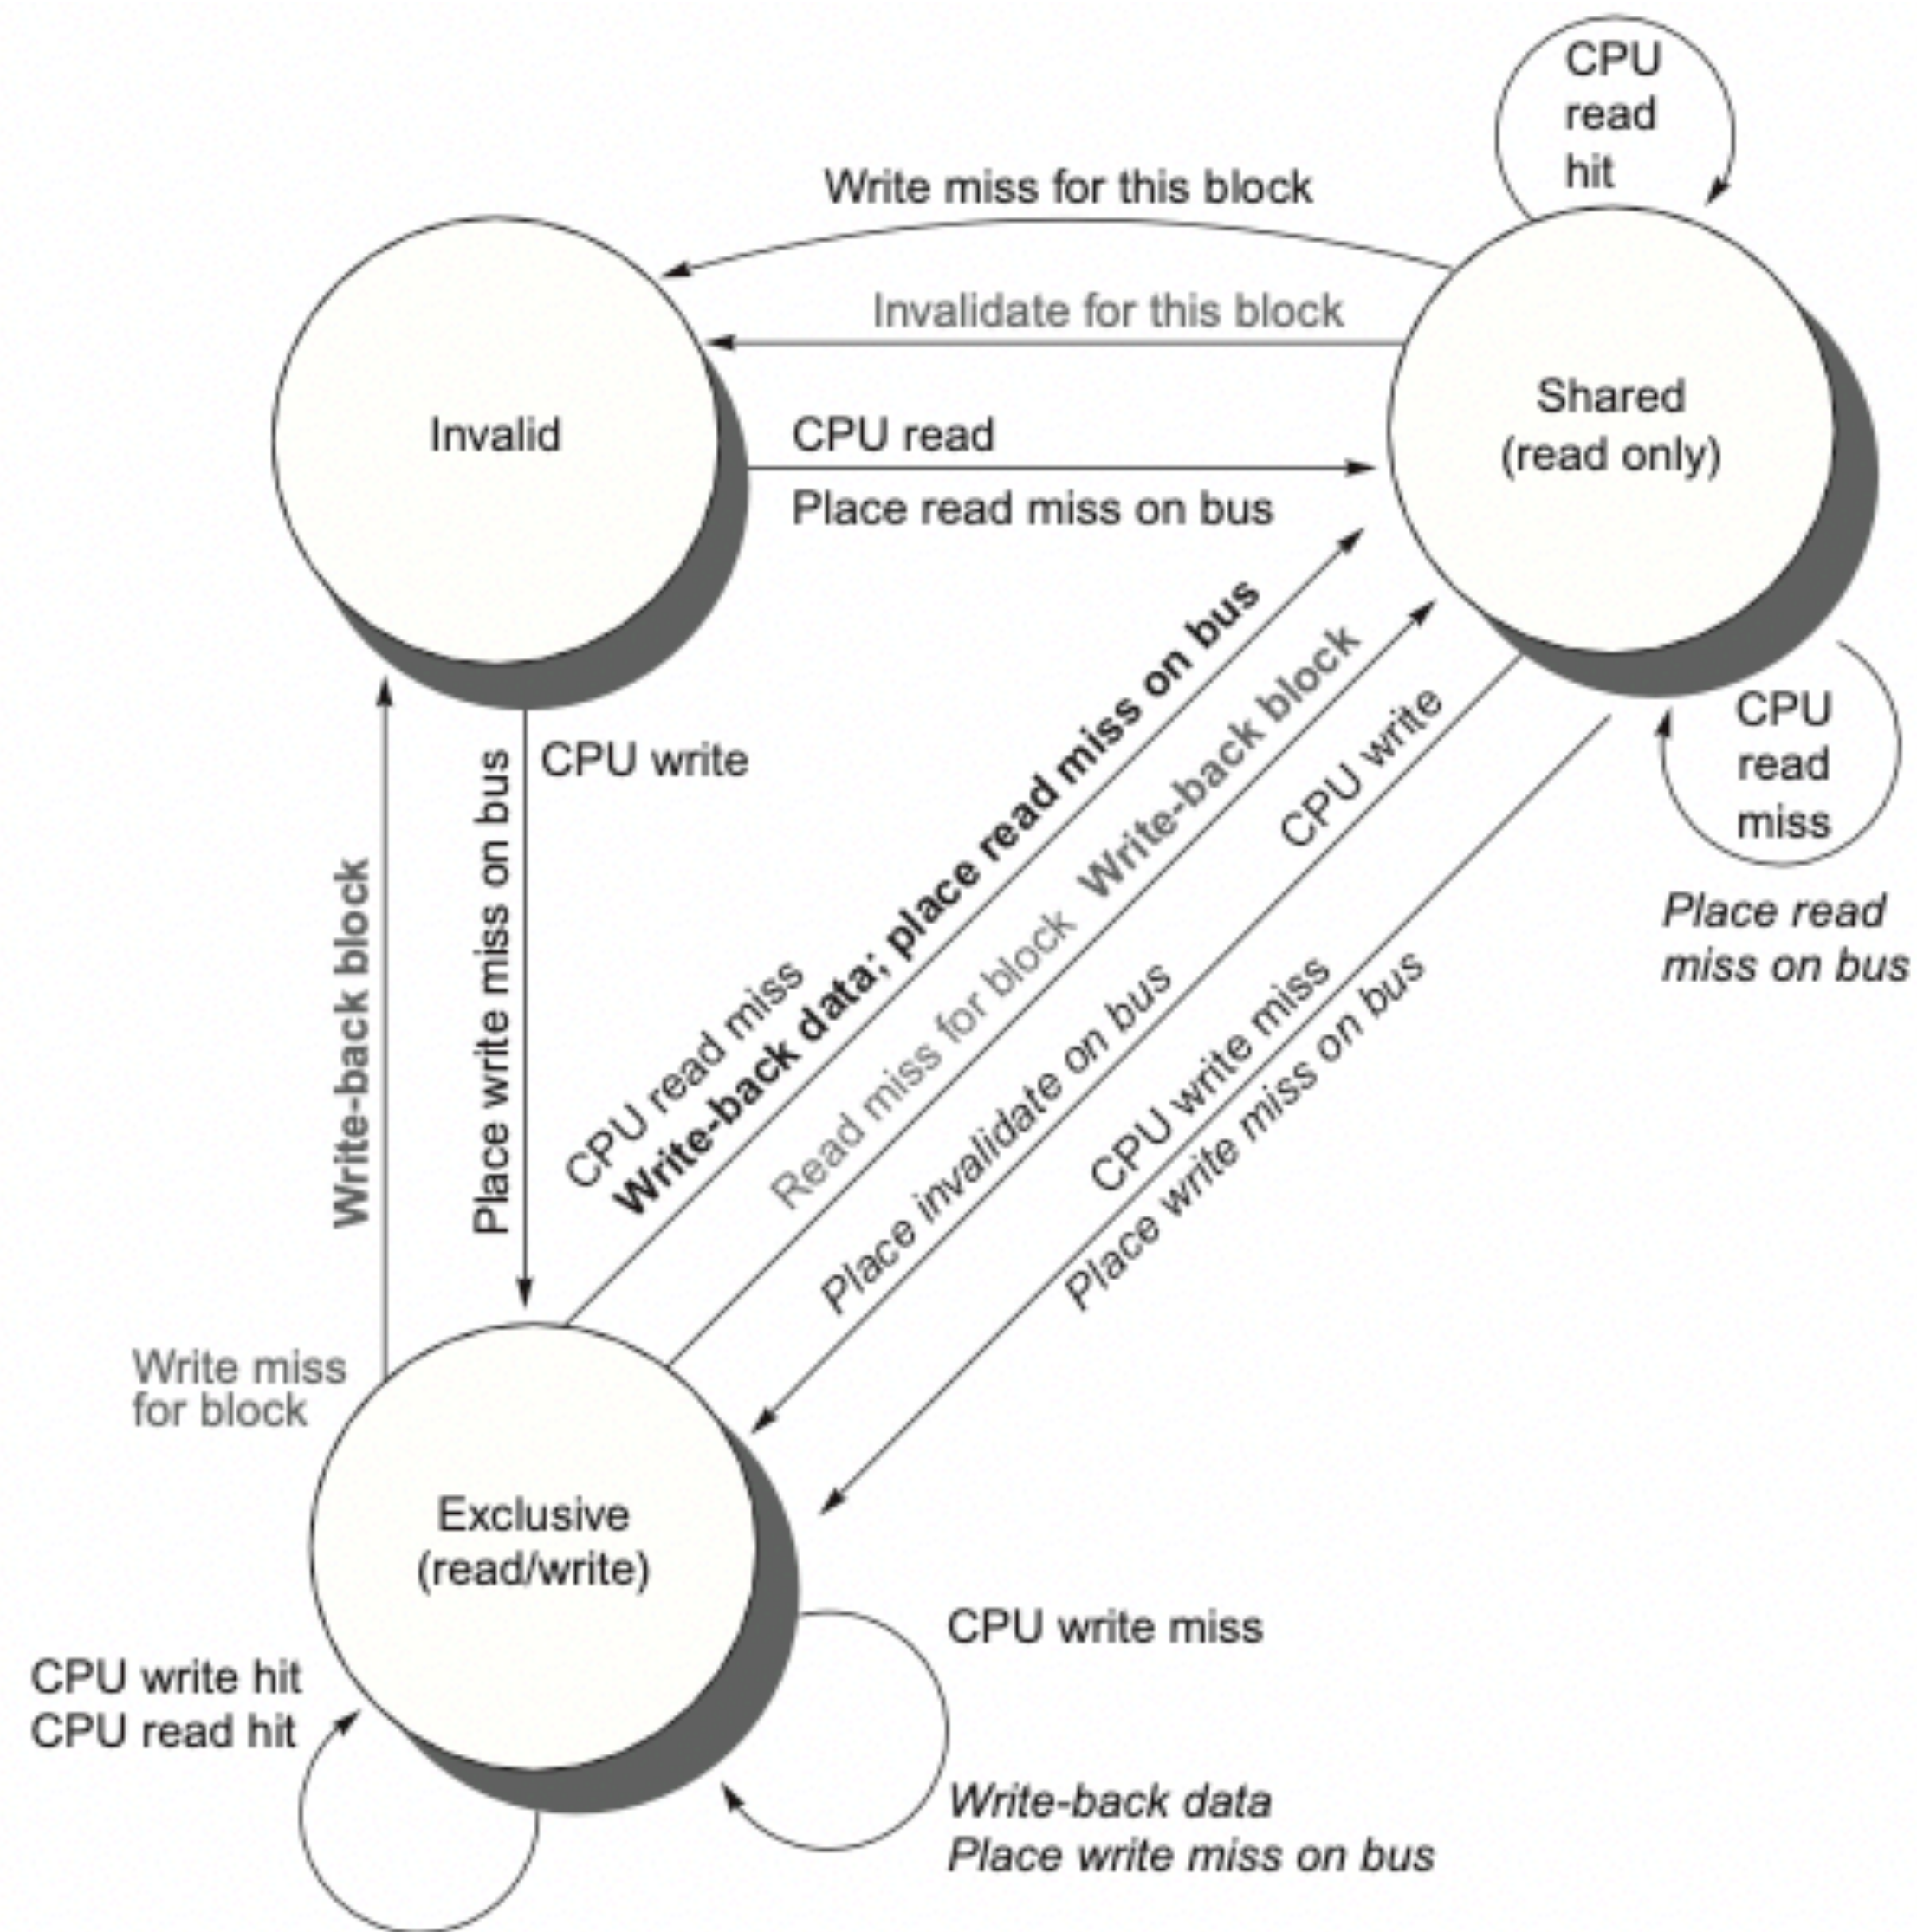 CPU
read
hit
Write miss for this block
Invalidate for this block
Invalid
Shared
(read only)
CPU read
Place read miss on bus
CPU write
Place write miss on bus
Write-back block
Write miss
for block
CPU read miss
Write-back data; place read miss on bus
Read miss for block Write-back block
CPU write
Place invalidate on bus
CPU write miss
Place write miss on bus
CPU
read
miss
Place read
miss on bus
Exclusive
(read/write)
CPU write hit
CPU read hit
CPU write miss
Write-back data
Place write miss on bus